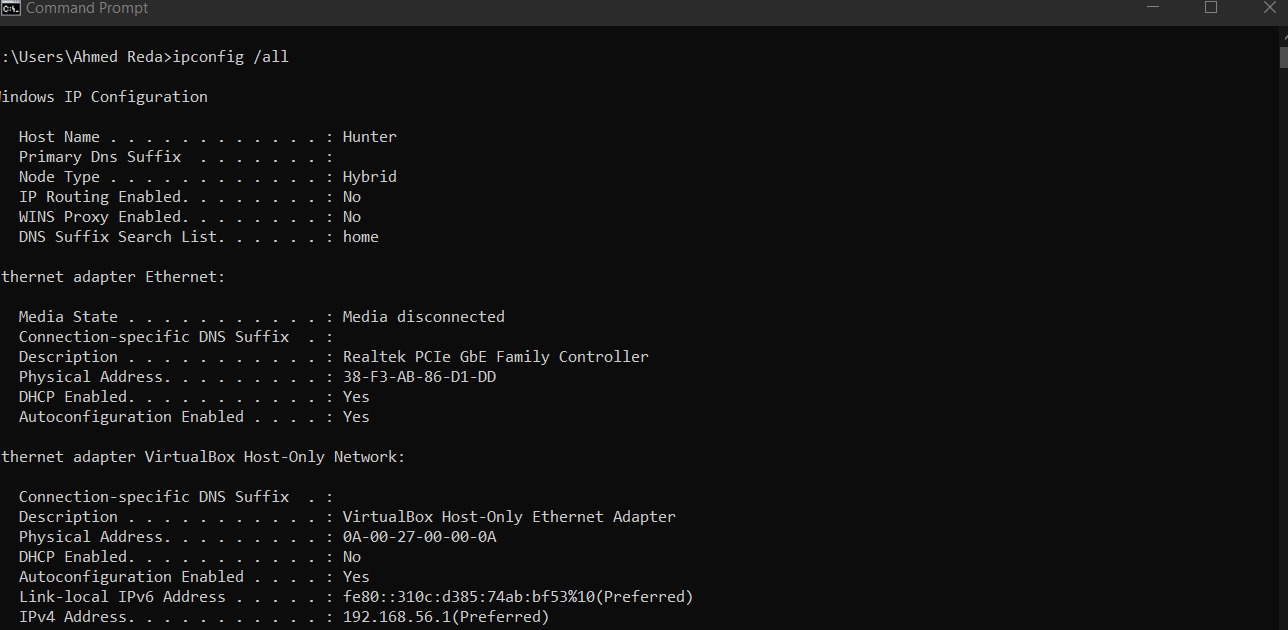 Command Prompt
:\Users\Ahmed Reda>ipconfig /all
indows IP Configuration
Host Name . . . . . . . . . . . . : Hunter
Primary Dns Suffix  . . . . . . . :
Node Type . . . . . . . . . . . . : Hybrid
IP Routing Enabled. . . . . . . . : No
WINS Proxy Enabled. . . . . . . . : No
DNS Suffix Search List. . . . . . : home
thernet adapter Ethernet:
Media State . . . . . . . . . . . : Media disconnected
Connection-specific DNS Suffix  . :
Description . . . . . . . . . . . : Realtek PCIe GbE Family Controller
Physical Address. . . . . . . . . : 38-F3-AB-86-D1-DD
DHCP Enabled. . . . . . . . . . . : Yes
Autoconfiguration Enabled . . . . : Yes
thernet adapter VirtualBox Host-Only Network:
Connection-specific DNS Suffix  . :
Description . . . . . . . . . . . : VirtualBox Host-Only Ethernet Adapter
Physical Address. . . . . . . . . : 0A-00-27-00-00-0A
DHCP Enabled. . . . . . . . . . . : No
Autoconfiguration Enabled . . . . : Yes
Link-local IPv6 Address . . . . . : fe80::310c:d385:74ab:bf53%10(Preferred)
IPv4 Address. . . . . . . . . . . : 192.168.56.1(Preferred)